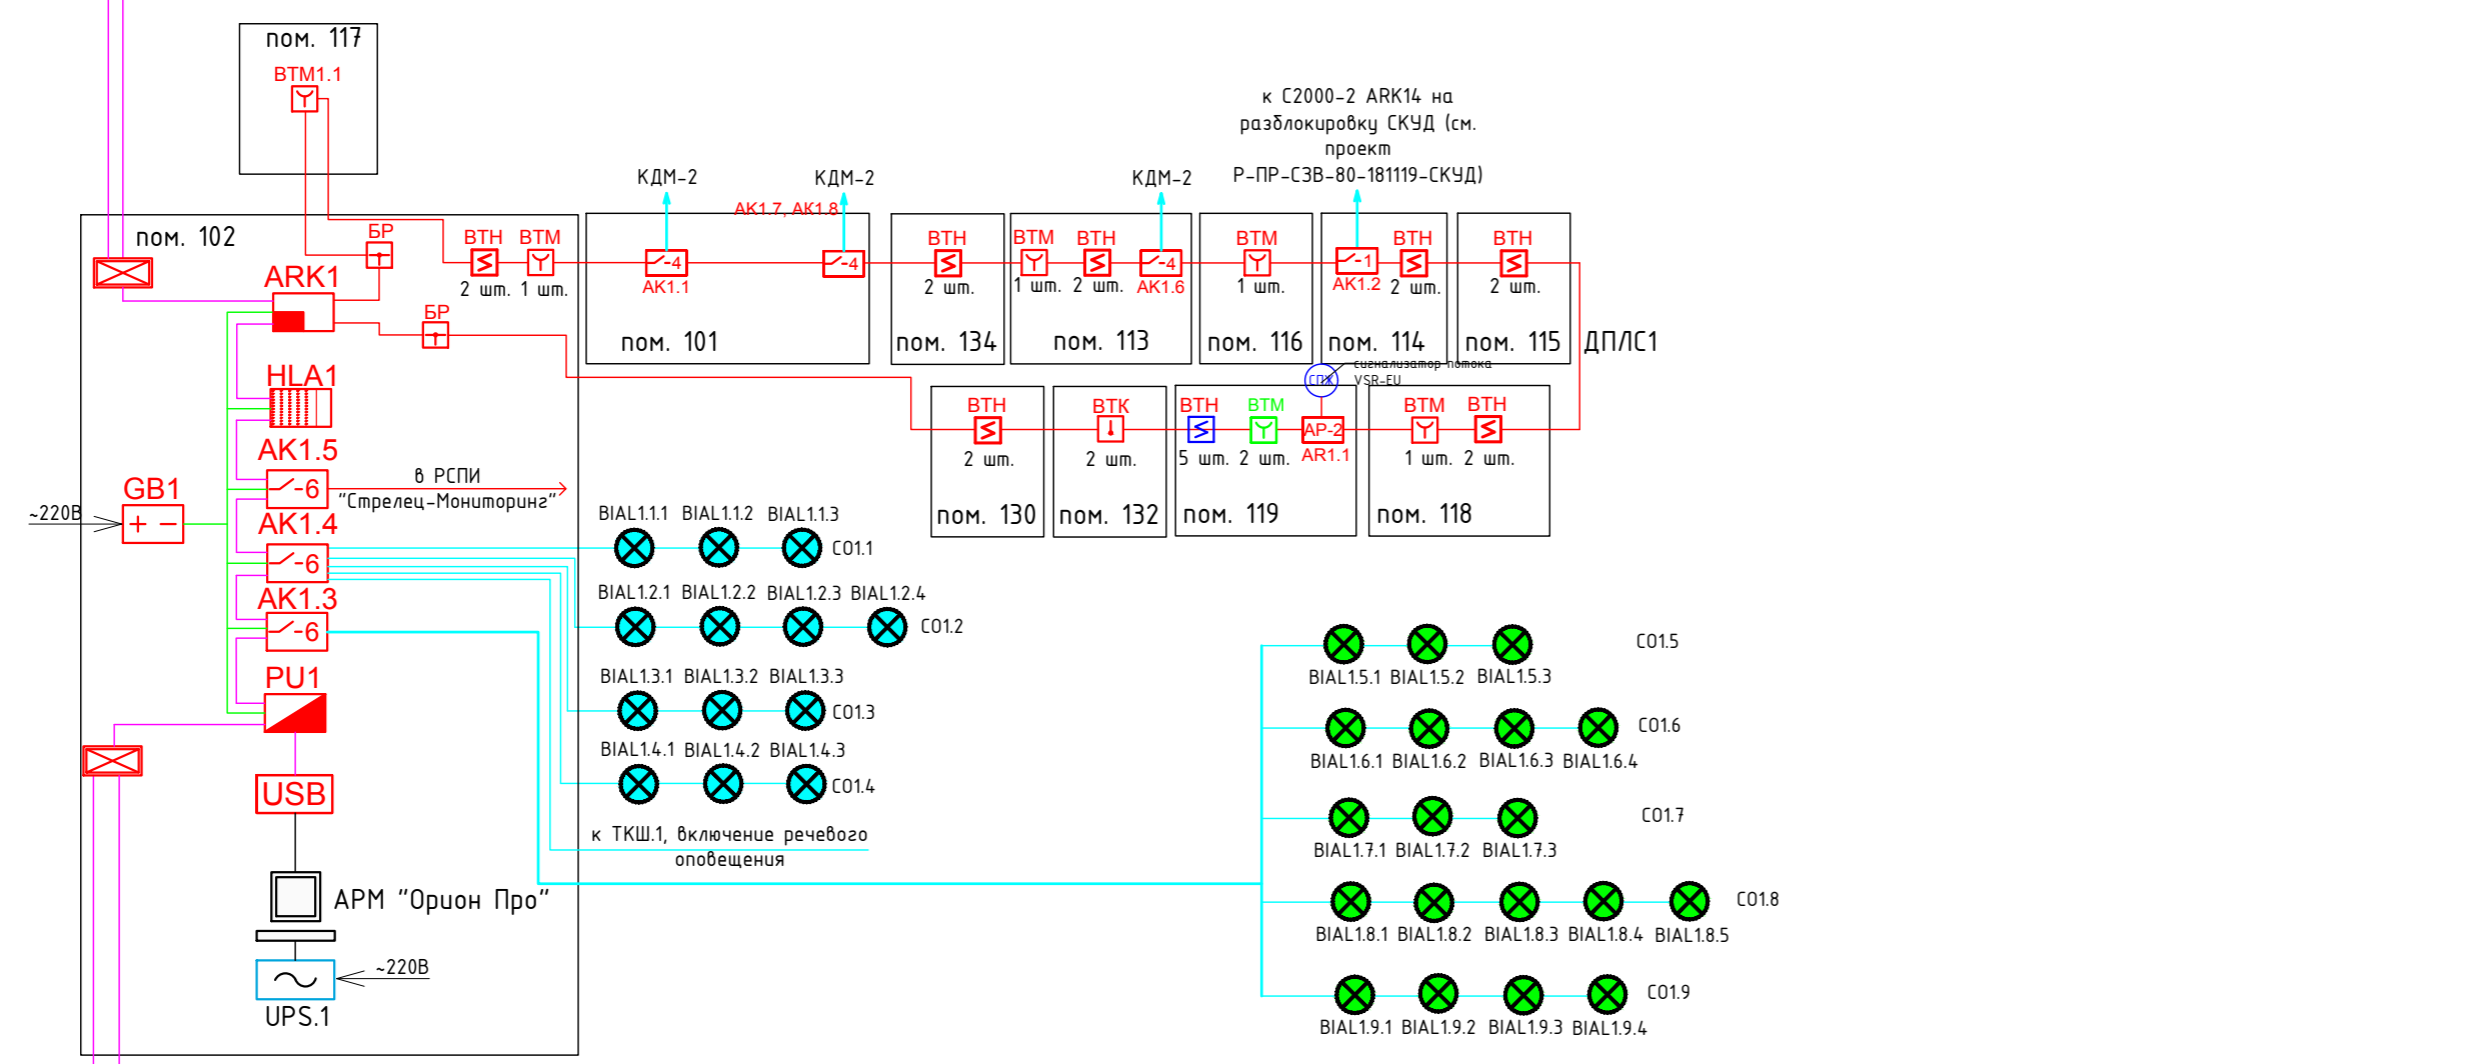 пом. 117
BTM1.1
к С2000-2 ARK14 на
разблокировку СКУД (см.
проект
Р-ПР-СЗВ-80-181119-СКУД)
КДМ-2
КДМ-2
КДМ-2
AK1.7, AK1.8
пом. 102
БР
BTH
BTM
2 шт.
1 шт.
-4
AK1.1
-4
пом. 101
BTH
2 шт.
пом. 134
BTM
BTH
-4
1 шт.
2 шт.
AK1.6
пом. 113
BTM
1 шт.
пом. 116
-1
AK1.2
BTH
2 шт.
пом. 114
BTH
2 шт.
пом. 115
ДПЛС1
ARK1
БР
сигнализатор потока
VSR-EU
СПЖ
HLA1
BTH
2 шт.
пом. 130
BTK
2 шт.
пом. 132
BTH
BTM
AP-2
5 шт.
2 шт.
AR1.1
пом. 119
BTM
BTH
1 шт.
2 шт.
пом. 118
AK1.5
-6
в РСПИ
"Стрелец-Мониторинг"
GB1
~220В
+ −
AK1.4
-6
BIAL1.1.1
BIAL1.1.2
BIAL1.1.3
СО1.1
AK1.3
-6
BIAL1.2.1
BIAL1.2.2
BIAL1.2.3
BIAL1.2.4
СО1.2
PU1
BIAL1.3.1
BIAL1.3.2
BIAL1.3.3
СО1.3
BIAL1.4.1
BIAL1.4.2
BIAL1.4.3
СО1.4
USB
к ТКШ.1, включение речевого
оповещения
АРМ "Орион Про"
~220В
UPS.1
СО1.5
BIAL1.5.1
BIAL1.5.2
BIAL1.5.3
СО1.6
BIAL1.6.1
BIAL1.6.2
BIAL1.6.3
BIAL1.6.4
СО1.7
BIAL1.7.1
BIAL1.7.2
BIAL1.7.3
СО1.8
BIAL1.8.1
BIAL1.8.2
BIAL1.8.3
BIAL1.8.4
BIAL1.8.5
СО1.9
BIAL1.9.1
BIAL1.9.2
BIAL1.9.3
BIAL1.9.4